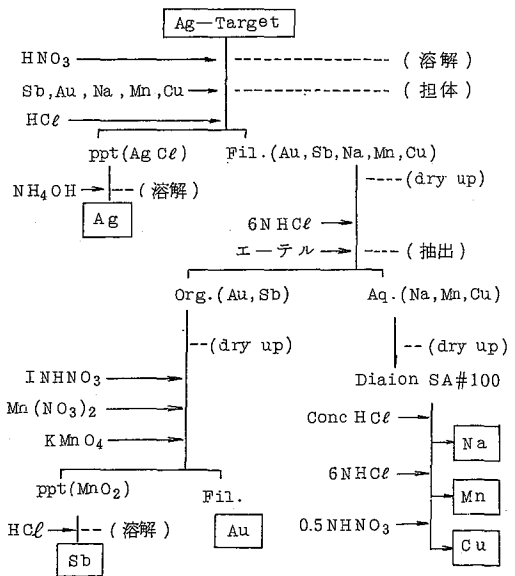 Ag-Target
HNO3 (溶解)
Sb,Au,Na,Mn,Cu (担体)
HCℓ
ppt(AgCℓ) Fil.(Au,Sb,Na,Mn,Cu)
(dry up)
NH4OH (溶解)
Ag
6NHCℓ
エーテル (抽出)
Org.(Au,Sb) Aq.(Na,Mn,Cu)
(dry up) (dry up)
Diaion SA#100
INHNO3
Conc HCℓ
Mn(NO3)2
Na
KMnO4
6NHCℓ
Mn
ppt(MnO2) Fil.
0.5NHNO3
HCℓ (溶解) Au
Cu
Sb